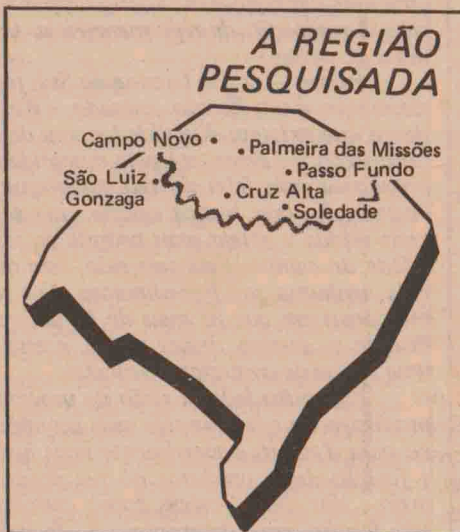 A REGIÃO
PESQUISADA
Campo Novo
Palmeira das Missões
Passo Fundo
São Luiz
Gonzaga
Cruz Alta
Soledade